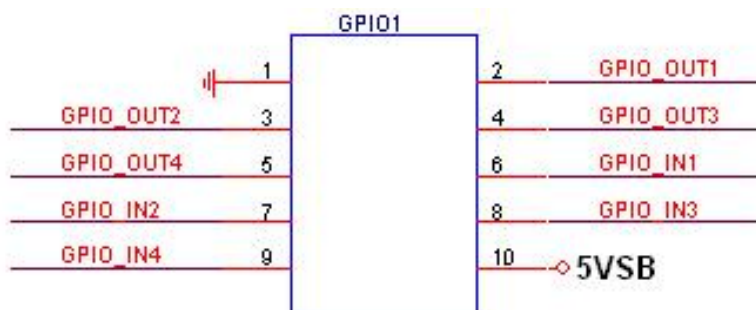 GPIO1
1 2 GPIO_OUT1
GPIO_OUT2 3 4 GPIO_OUT3
GPIO_OUT4 5 6 GPIO_IN1
GPIO_IN2 7 8 GPIO_IN3
GPIO_IN4 9 10 5VSB